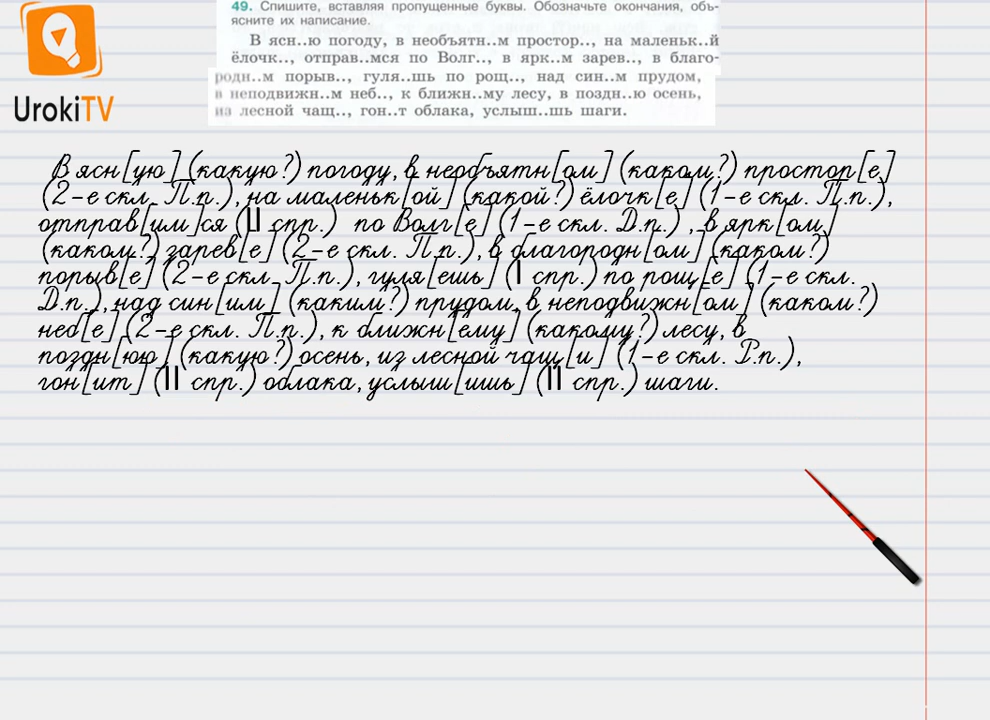 49. Спишите, вставляя пропущенные буквы. Обозначьте окончания, объ-
ясните их написание.
В ясн..ю погоду, в необъятн..м простор.., на маленьк..й
ёлочк.., отправ..мся по Волг.., в ярк..м зарев.., в благо-
родн..м порыв.., гуля..шь по рощ.., над син..м прудом,
в неподвижн..м неб.., к ближн..му лесу, в поздн..ю осень,
из лесной чащ.., гон..т облака, услыш..шь шаги.
UrokiTV
В ясн[ую] (какую?) погоду, в необъятн[ом] (каком?) простор[е]
(2-е скл. П.п.), на маленьк[ой] (какой?) ёлочк[е] (1-е скл. П.п.),
отправ[им]ся (II спр.) по Волг[е] (1-е скл. Д.п.) , в ярк[ом]
(каком?) зарев[е] (2-е скл. П.п.), в благородн[ом] (каком?)
порыв[е] (2-е скл. П.п.), гуля[ешь] (I спр.) по рощ[е] (1-е скл.
Д.п.), над син[им] (каким?) прудом, в неподвижн[ом] (каком?)
неб[е] (2-е скл. П.п.), к ближн[ему] (какому?) лесу, в
поздн[юю] (какую?) осень, из лесной чащ[и] (1-е скл. Р.п.),
гон[ит] (II спр.) облака, услыш[ишь] (II спр.) шаги.